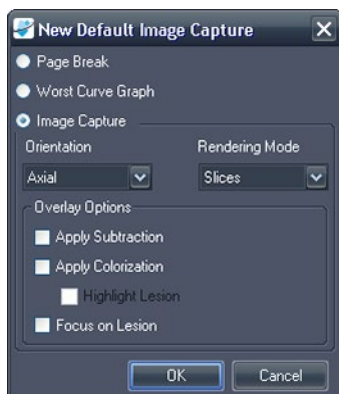 New Default Image Capture
Page Break
Worst Curve Graph
Image Capture
Orientation Rendering Mode
Axial Slices
Overlay Options
Apply Subtraction
Apply Colorization
Highlight Lesion
Focus on Lesion
OK Cancel